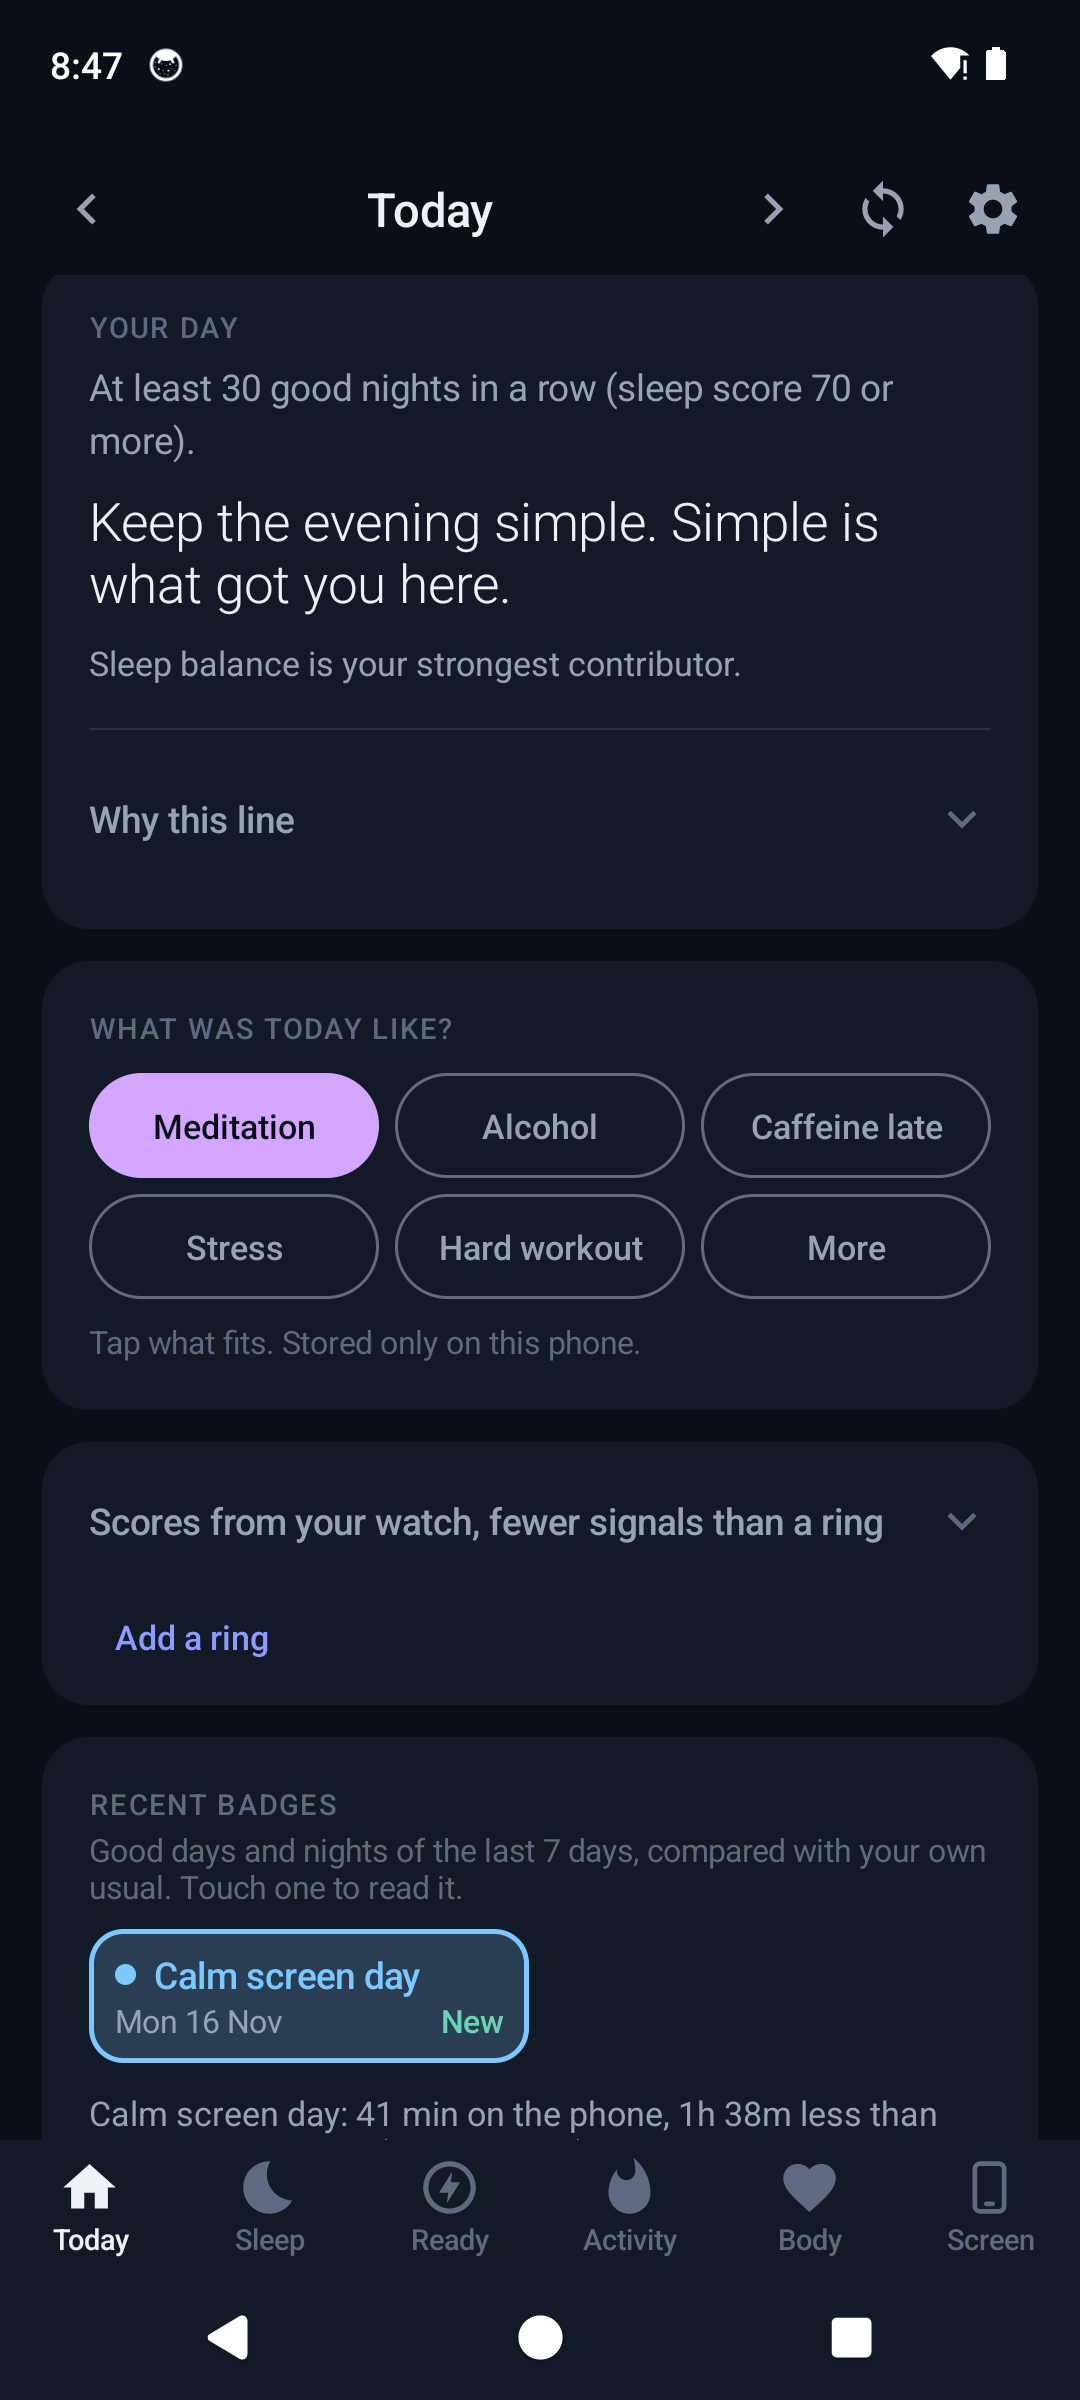 8:47
Today
YOUR DAY
At least 30 good nights in a row (sleep score 70 or
more).
Keep the evening simple. Simple is
what got you here.
Sleep balance is your strongest contributor.
Why this line
WHAT WAS TODAY LIKE?
Meditation
Alcohol
Caffeine late
Stress
Hard workout
More
Tap what fits. Stored only on this phone.
Scores from your watch, fewer signals than a ring
Add a ring
RECENT BADGES
Good days and nights of the last 7 days, compared with your own
usual. Touch one to read it.
Calm screen day
Mon 16 Nov
New
Calm screen day: 41 min on the phone, 1h 38m less than
Today
Sleep
Ready
Activity
Body
Screen